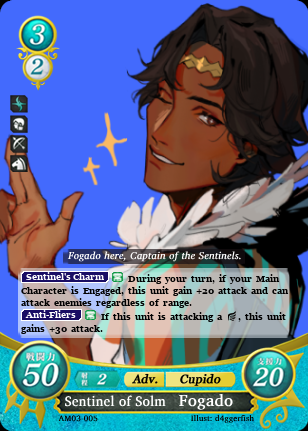 3
2
Fogado here, Captain of the Sentinels.
Sentinel's Charm During your turn, if your Main
Character is Engaged, this unit gain +20 attack and can
attack enemies regardless of range.
Anti-Fliers If this unit is attacking a , this unit
gains +30 attack.
戦闘力 50 射程 2 Adv. Cupido 支援力 20
Sentinel of Solm Fogado
AM03-005 Illust: d4ggerfish